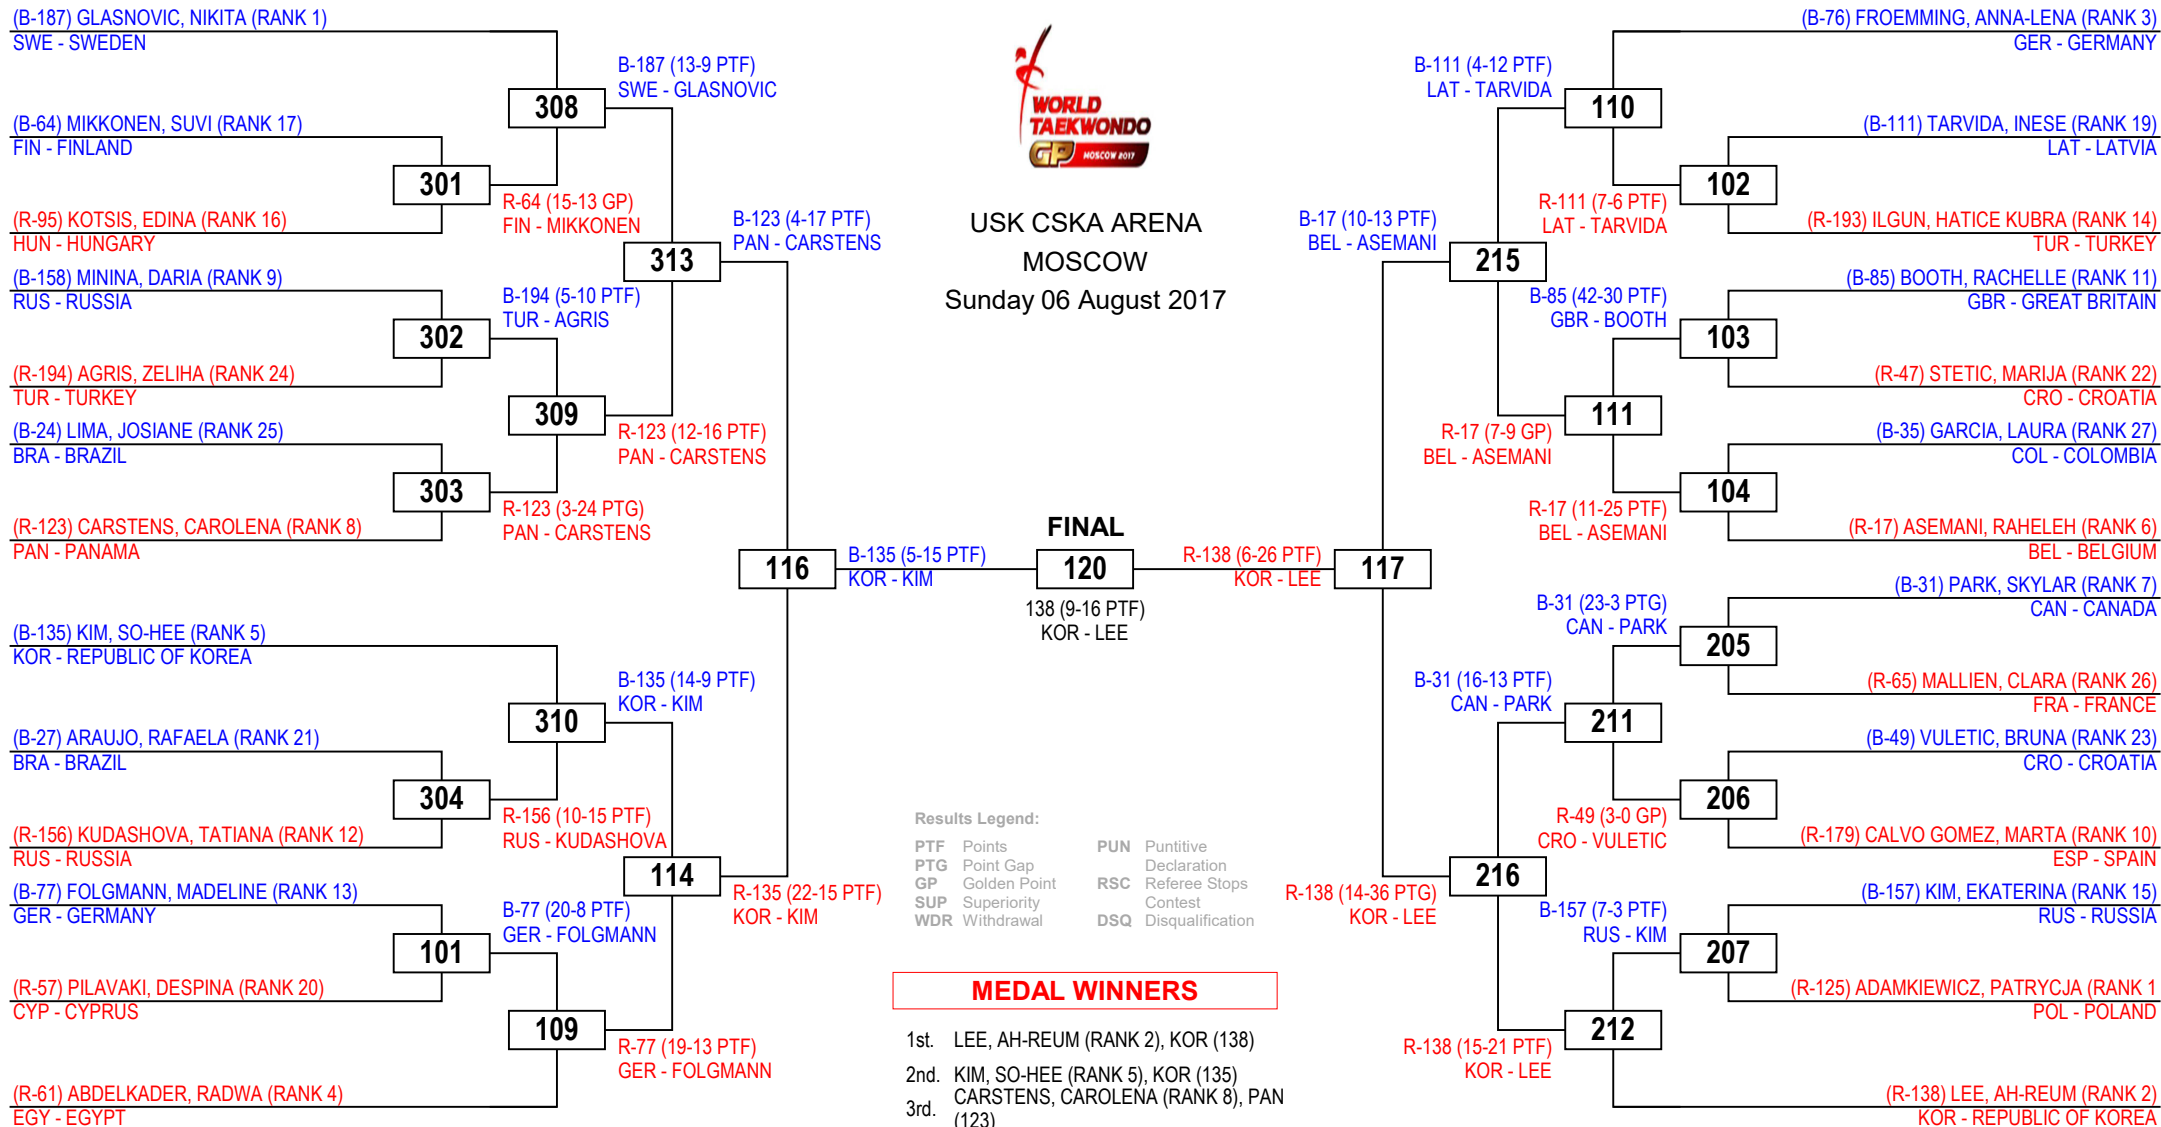 (B-187) GLASNOVIC, NIKITA (RANK 1)
SWE - SWEDEN
(B-64) MIKKONEN, SUVI (RANK 17)
FIN - FINLAND
(R-95) KOTSIS, EDINA (RANK 16)
HUN - HUNGARY
(B-158) MININA, DARIA (RANK 9)
RUS - RUSSIA
(R-194) AGRIS, ZELIHA (RANK 24)
TUR - TURKEY
(B-24) LIMA, JOSIANE (RANK 25)
BRA - BRAZIL
(R-123) CARSTENS, CAROLENA (RANK 8)
PAN - PANAMA
(B-135) KIM, SO-HEE (RANK 5)
KOR - REPUBLIC OF KOREA
(B-27) ARAUJO, RAFAELA (RANK 21)
BRA - BRAZIL
(R-156) KUDASHOVA, TATIANA (RANK 12)
RUS - RUSSIA
(B-77) FOLGMANN, MADELINE (RANK 13)
GER - GERMANY
(R-57) PILAVAKI, DESPINA (RANK 20)
CYP - CYPRUS
(R-61) ABDELKADER, RADWA (RANK 4)
EGY - EGYPT
301
302
303
304
101
R-64 (15-13 GP)
FIN - MIKKONEN
B-194 (5-10 PTF)
TUR - AGRIS
R-123 (3-24 PTG)
PAN - CARSTENS
R-156 (10-15 PTF)
RUS - KUDASHOVA
B-77 (20-8 PTF)
GER - FOLGMANN
308
309
310
109
B-187 (13-9 PTF)
SWE - GLASNOVIC
R-123 (12-16 PTF)
PAN - CARSTENS
B-135 (14-9 PTF)
KOR - KIM
R-77 (19-13 PTF)
GER - FOLGMANN
313
114
B-123 (4-17 PTF)
PAN - CARSTENS
R-135 (22-15 PTF)
KOR - KIM
116
B-135 (5-15 PTF)
KOR - KIM
WORLD
TAEKWONDO
GP MOSCOW 2017
USK CSKA ARENA
MOSCOW
Sunday 06 August 2017
FINAL
120
138 (9-16 PTF)
KOR - LEE
Results Legend:
PTF Points
PTG Point Gap
GP Golden Point
SUP Superiority
WDR Withdrawal
PUN Puntitive
Declaration
RSC Referee Stops
Contest
DSQ Disqualification
MEDAL WINNERS
1st. LEE, AH-REUM (RANK 2), KOR (138)
2nd. KIM, SO-HEE (RANK 5), KOR (135)
3rd. CARSTENS, CAROLENA (RANK 8), PAN
(123)
R-138 (6-26 PTF)
KOR - LEE
117
B-17 (10-13 PTF)
BEL - ASEMANI
R-138 (14-36 PTG)
KOR - LEE
215
216
B-111 (4-12 PTF)
LAT - TARVIDA
R-17 (7-9 GP)
BEL - ASEMANI
B-31 (16-13 PTF)
CAN - PARK
R-138 (15-21 PTF)
KOR - LEE
110
111
211
212
R-111 (7-6 PTF)
LAT - TARVIDA
B-85 (42-30 PTF)
GBR - BOOTH
R-17 (11-25 PTF)
BEL - ASEMANI
B-31 (23-3 PTG)
CAN - PARK
R-49 (3-0 GP)
CRO - VULETIC
B-157 (7-3 PTF)
RUS - KIM
102
103
104
205
206
207
(B-76) FROEMMING, ANNA-LENA (RANK 3)
GER - GERMANY
(B-111) TARVIDA, INESE (RANK 19)
LAT - LATVIA
(R-193) ILGUN, HATICE KUBRA (RANK 14)
TUR - TURKEY
(B-85) BOOTH, RACHELLE (RANK 11)
GBR - GREAT BRITAIN
(R-47) STETIC, MARIJA (RANK 22)
CRO - CROATIA
(B-35) GARCIA, LAURA (RANK 27)
COL - COLOMBIA
(R-17) ASEMANI, RAHELEH (RANK 6)
BEL - BELGIUM
(B-31) PARK, SKYLAR (RANK 7)
CAN - CANADA
(R-65) MALLIEN, CLARA (RANK 26)
FRA - FRANCE
(B-49) VULETIC, BRUNA (RANK 23)
CRO - CROATIA
(R-179) CALVO GOMEZ, MARTA (RANK 10)
ESP - SPAIN
(B-157) KIM, EKATERINA (RANK 15)
RUS - RUSSIA
(R-125) ADAMKIEWICZ, PATRYCJA (RANK 1
POL - POLAND
(R-138) LEE, AH-REUM (RANK 2)
KOR - REPUBLIC OF KOREA